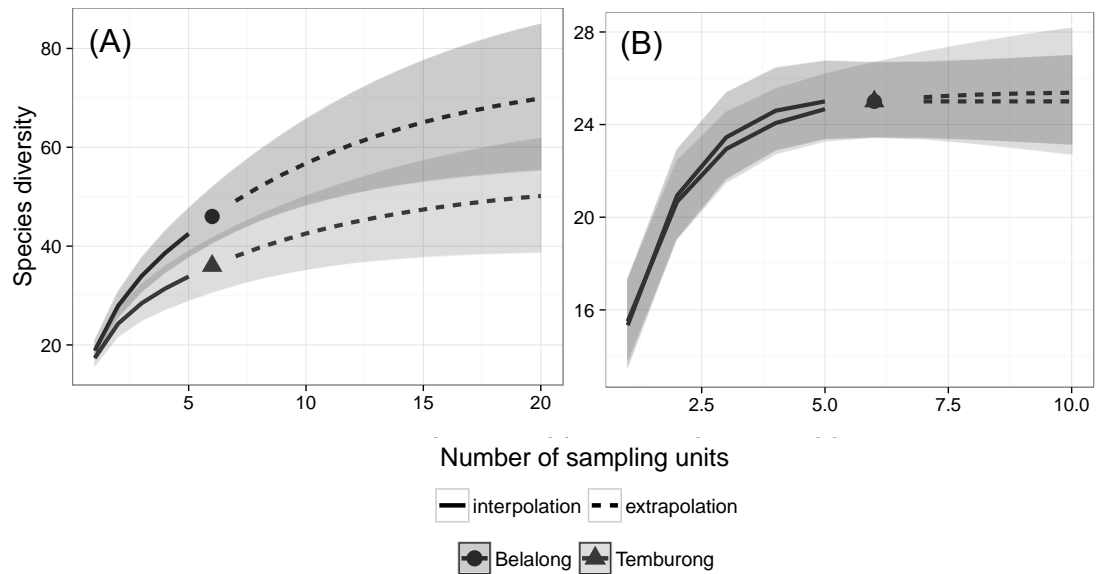 (A)
(B)
Species diversity
80
60
40
20
5
10
15
20
28
24
20
16
2.5
5.0
7.5
10.0
Number of sampling units
interpolation
extrapolation
Belalong
Temburong